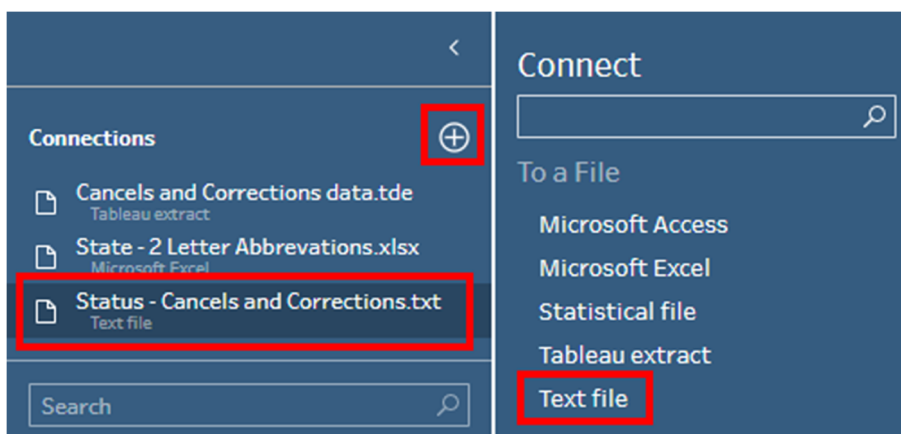 Connections
Cancels and Corrections data.tde
Tableau extract
State - 2 Letter Abbrevations.xlsx
Microsoft Excel
Status - Cancels and Corrections.txt
Text file
Search
Connect
To a File
Microsoft Access
Microsoft Excel
Statistical file
Tableau extract
Text file